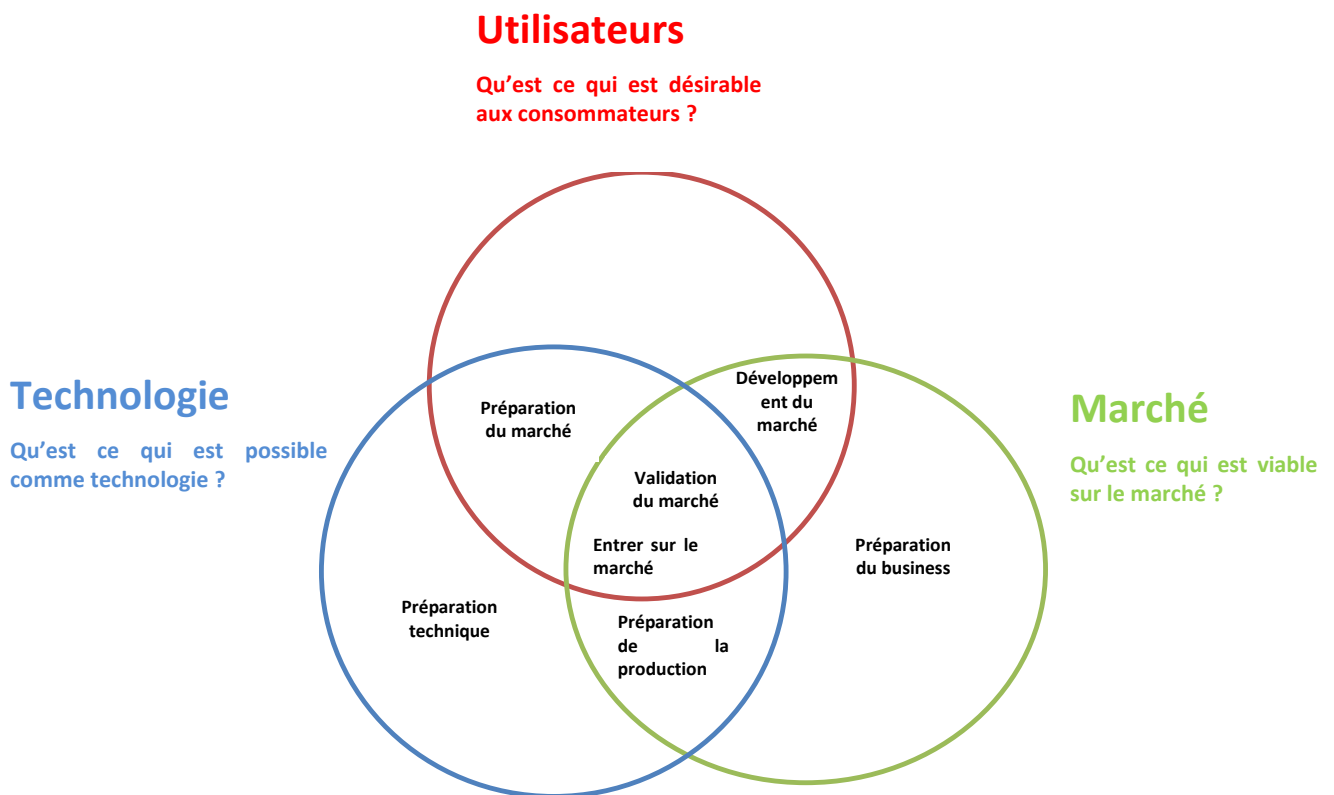 Utilisateurs
Qu’est ce qui est désirable
aux consommateurs ?
Technologie
Qu’est ce qui est possible
comme technologie ?
Marché
Qu’est ce qui est viable
sur le marché ?
Préparation
du marché
Développem
ent du
marché
Validation
du marché
Entrer sur le
marché
Préparation
du business
Préparation
technique
Préparation
de la
production